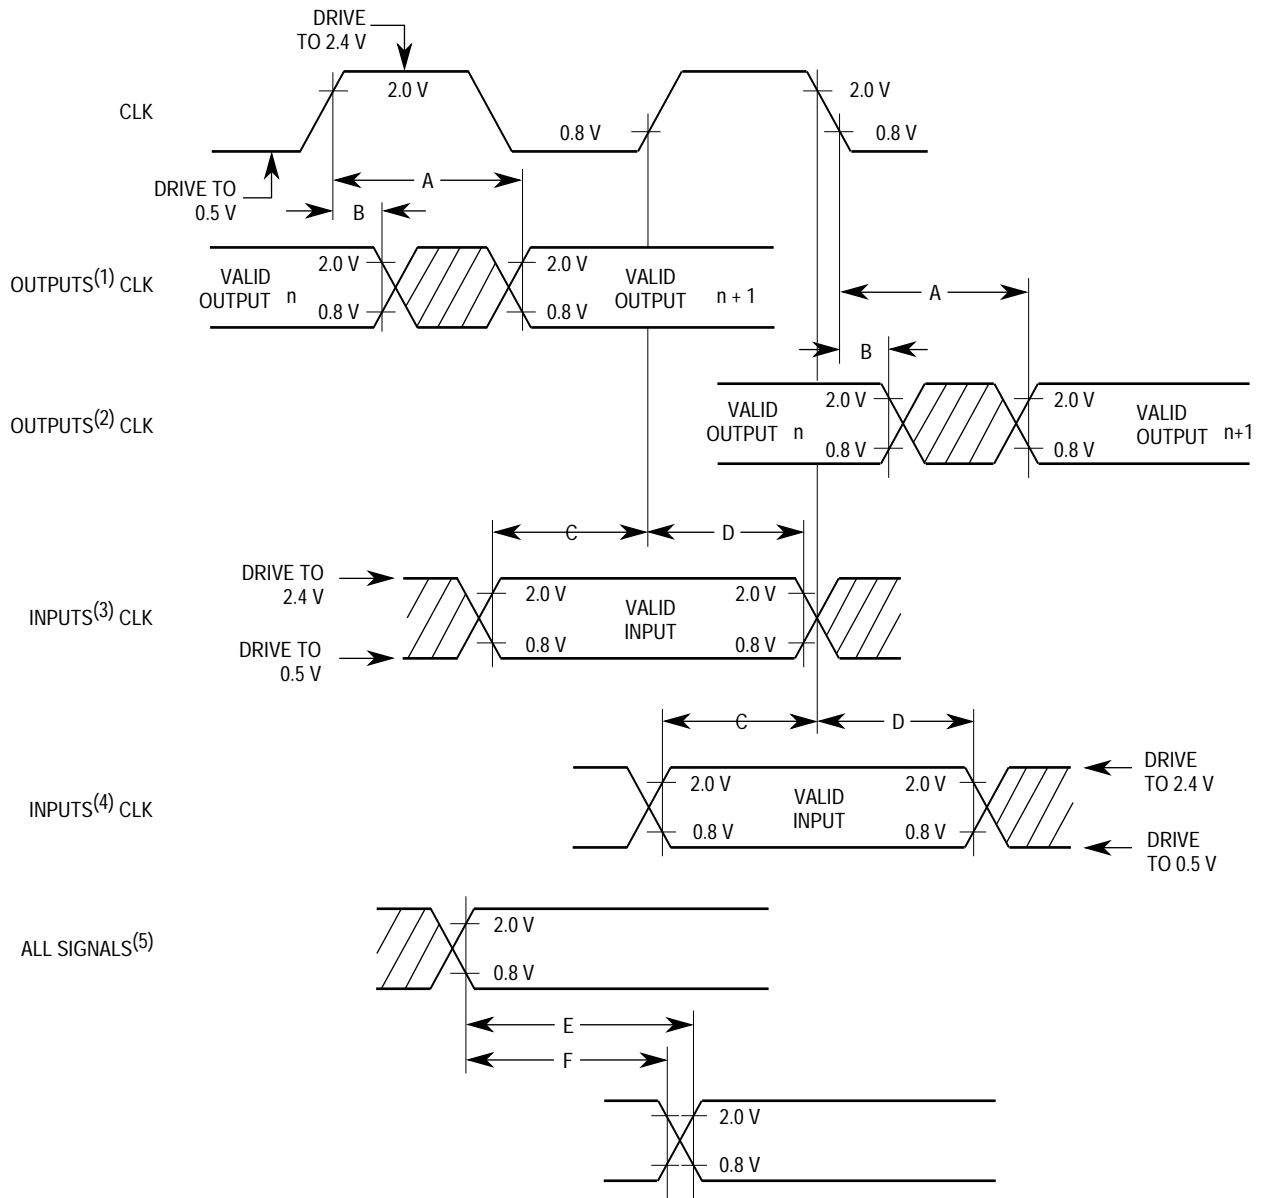 DRIVE
TO 2.4 V
2.0 V
2.0 V
CLK
0.8 V
0.8 V
DRIVE TO
0.5 V
A
B
OUTPUTS(1) CLK
VALID
OUTPUT n
2.0 V
0.8 V
2.0 V
0.8 V
VALID
OUTPUT n + 1
A
B
OUTPUTS(2) CLK
VALID
OUTPUT n
2.0 V
0.8 V
2.0 V
0.8 V
VALID
OUTPUT n+1
C
D
DRIVE TO
2.4 V
INPUTS(3) CLK
DRIVE TO
0.5 V
2.0 V
0.8 V
VALID
INPUT
2.0 V
0.8 V
C
D
INPUTS(4) CLK
2.0 V
0.8 V
VALID
INPUT
2.0 V
0.8 V
DRIVE
TO 2.4 V
DRIVE
TO 0.5 V
ALL SIGNALS(5)
2.0 V
0.8 V
E
F
2.0 V
0.8 V